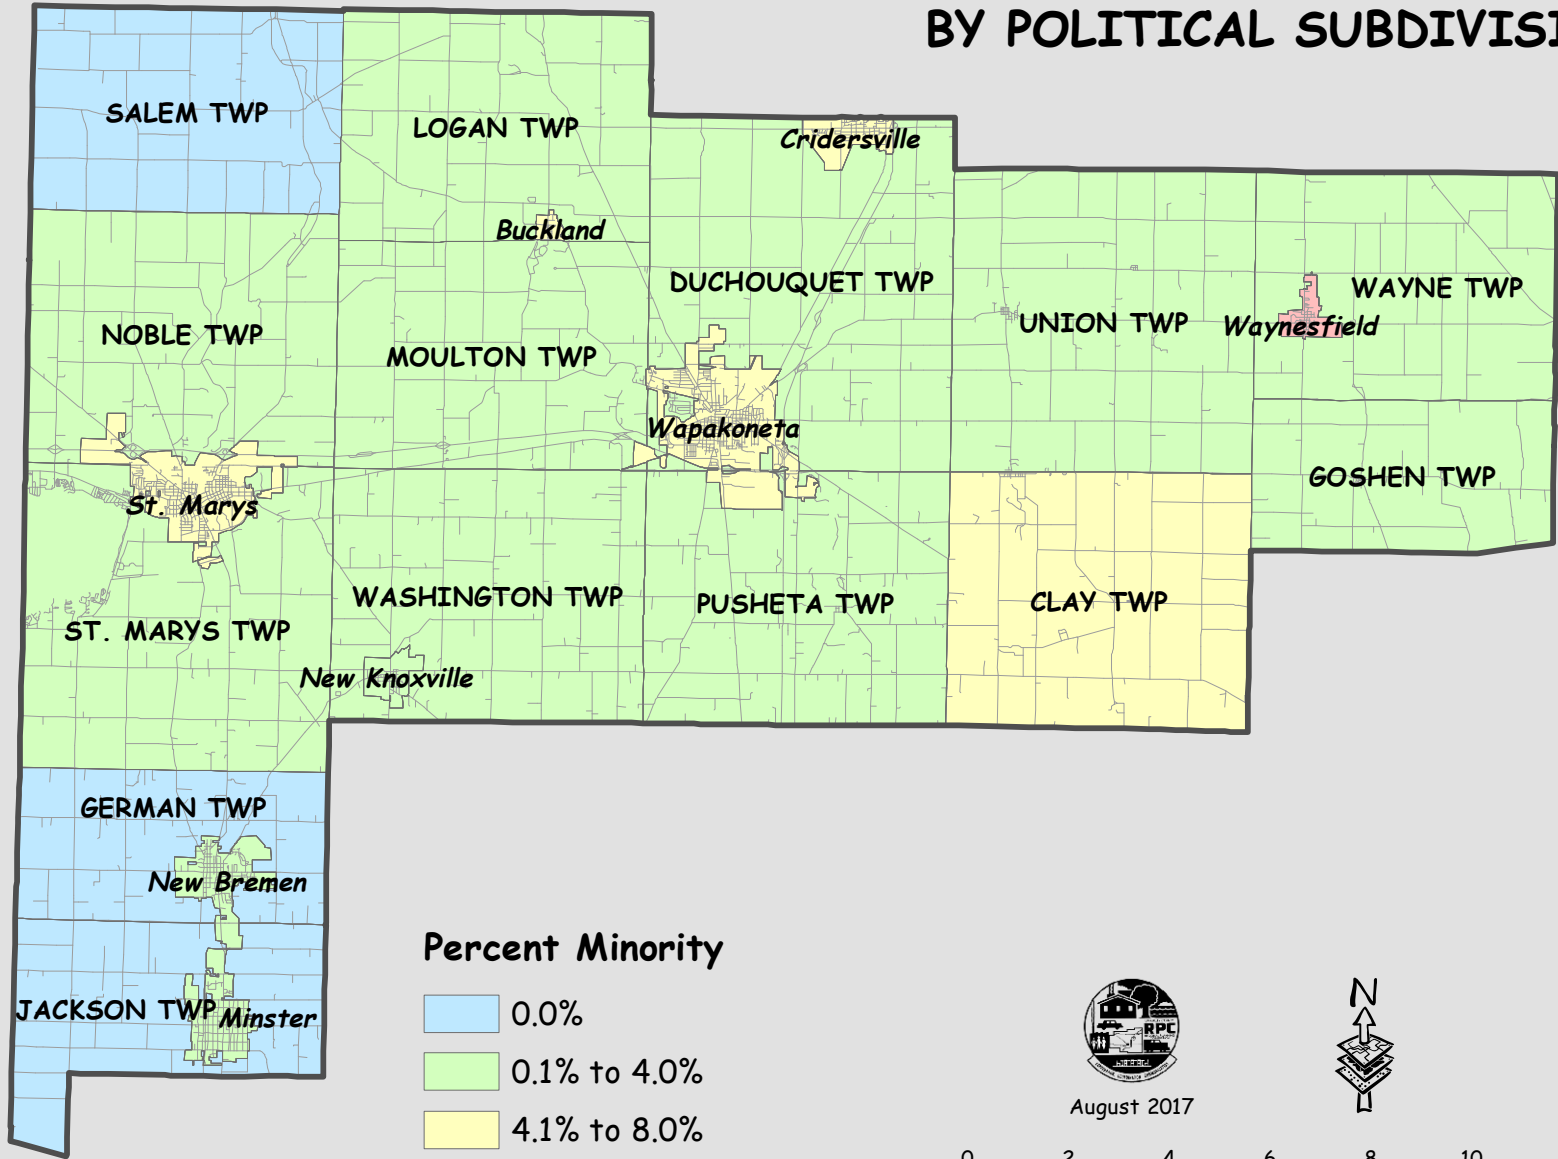 BY POLITICAL SUBDIVISI
SALEM TWP
LOGAN TWP
Cridersville
Buckland
DUCHOUQUET TWP
WAYNE TWP
NOBLE TWP
UNION TWP
Waynesfield
MOULTON TWP
Wapakoneta
GOSHEN TWP
St. Marys
WASHINGTON TWP
PUSHETA TWP
CLAY TWP
ST. MARYS TWP
New Knoxville
GERMAN TWP
New Bremen
JACKSON TWP
Minster
Percent Minority
0.0%
0.1% to 4.0%
4.1% to 8.0%
RPC
August 2017
N
0 2 4 6 8 10